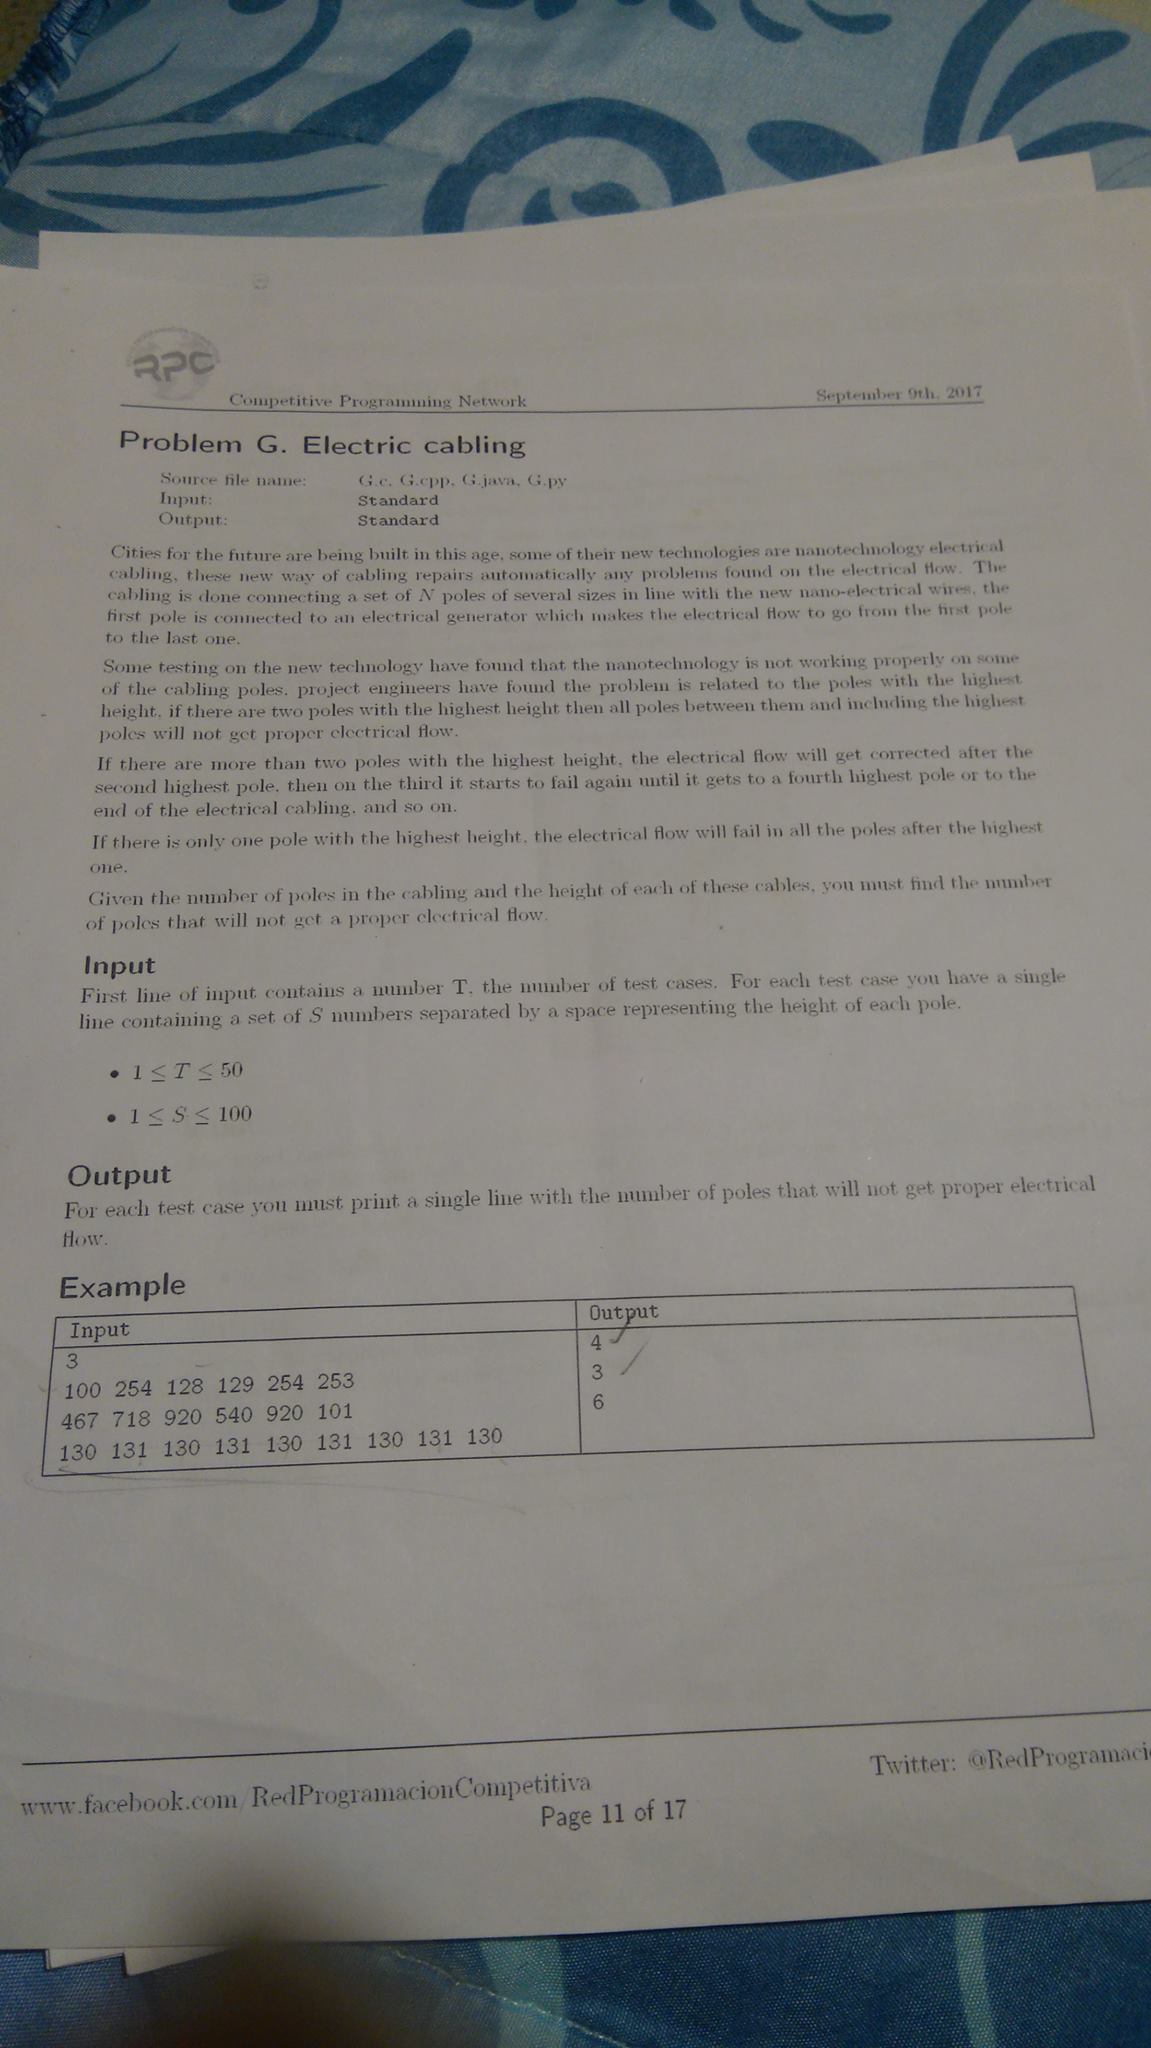 RPC
Competitive Programming Network
September 9th, 2017
Problem G. Electric cabling
Source file name: G.c, G.cpp, G.java, G.py
Input: Standard
Output: Standard
Cities for the future are being built in this age, some of their new technologies are nanotechnology electrical
cabling, these new way of cabling repairs automatically any problems found on the electrical flow. The
cabling is done connecting a set of N poles of several sizes in line with the new nano-electrical wires, the
first pole is connected to an electrical generator which makes the electrical flow to go from the first pole
to the last one.
Some testing on the new technology have found that the nanotechnology is not working properly on some
of the cabling poles, project engineers have found the problem is related to the poles with the highest
height, if there are two poles with the highest height then all poles between them and including the highest
poles will not get proper electrical flow.
If there are more than two poles with the highest height, the electrical flow will get corrected after the
second highest pole, then on the third it starts to fail again until it gets to a fourth highest pole or to the
end of the electrical cabling, and so on.
If there is only one pole with the highest height, the electrical flow will fail in all the poles after the highest
one.
Given the number of poles in the cabling and the height of each of these cables, you must find the number
of poles that will not get a proper electrical flow.
Input
First line of input contains a number T, the number of test cases. For each test case you have a single
line containing a set of S numbers separated by a space representing the height of each pole.
• 1 ≤ T ≤ 50
• 1 ≤ S ≤ 100
Output
For each test case you must print a single line with the number of poles that will not get proper electrical
flow.
Example
Input Output
3 4
100 254 128 129 254 253 3
467 718 920 540 920 101 6
130 131 130 131 130 131 130 131 130
www.facebook.com/RedProgramacionCompetitiva
Twitter: @RedProgramaci
Page 11 of 17